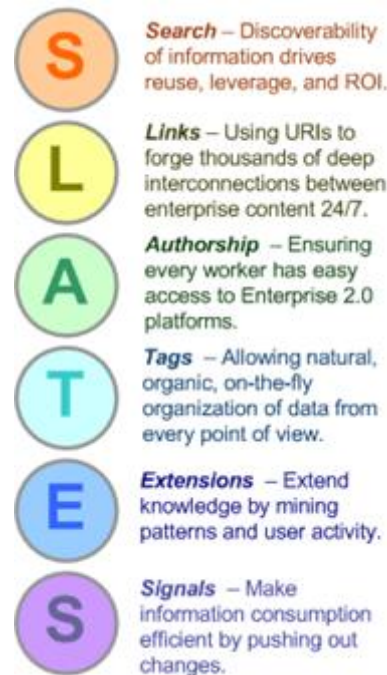 S
Search – Discoverability
of information drives
reuse, leverage, and ROI.
L
Links – Using URIs to
forge thousands of deep
interconnections between
enterprise content 24/7.
A
Authorship – Ensuring
every worker has easy
access to Enterprise 2.0
platforms.
T
Tags – Allowing natural,
organic, on-the-fly
organization of data from
every point of view.
E
Extensions – Extend
knowledge by mining
patterns and user activity.
S
Signals – Make
information consumption
efficient by pushing out
changes.